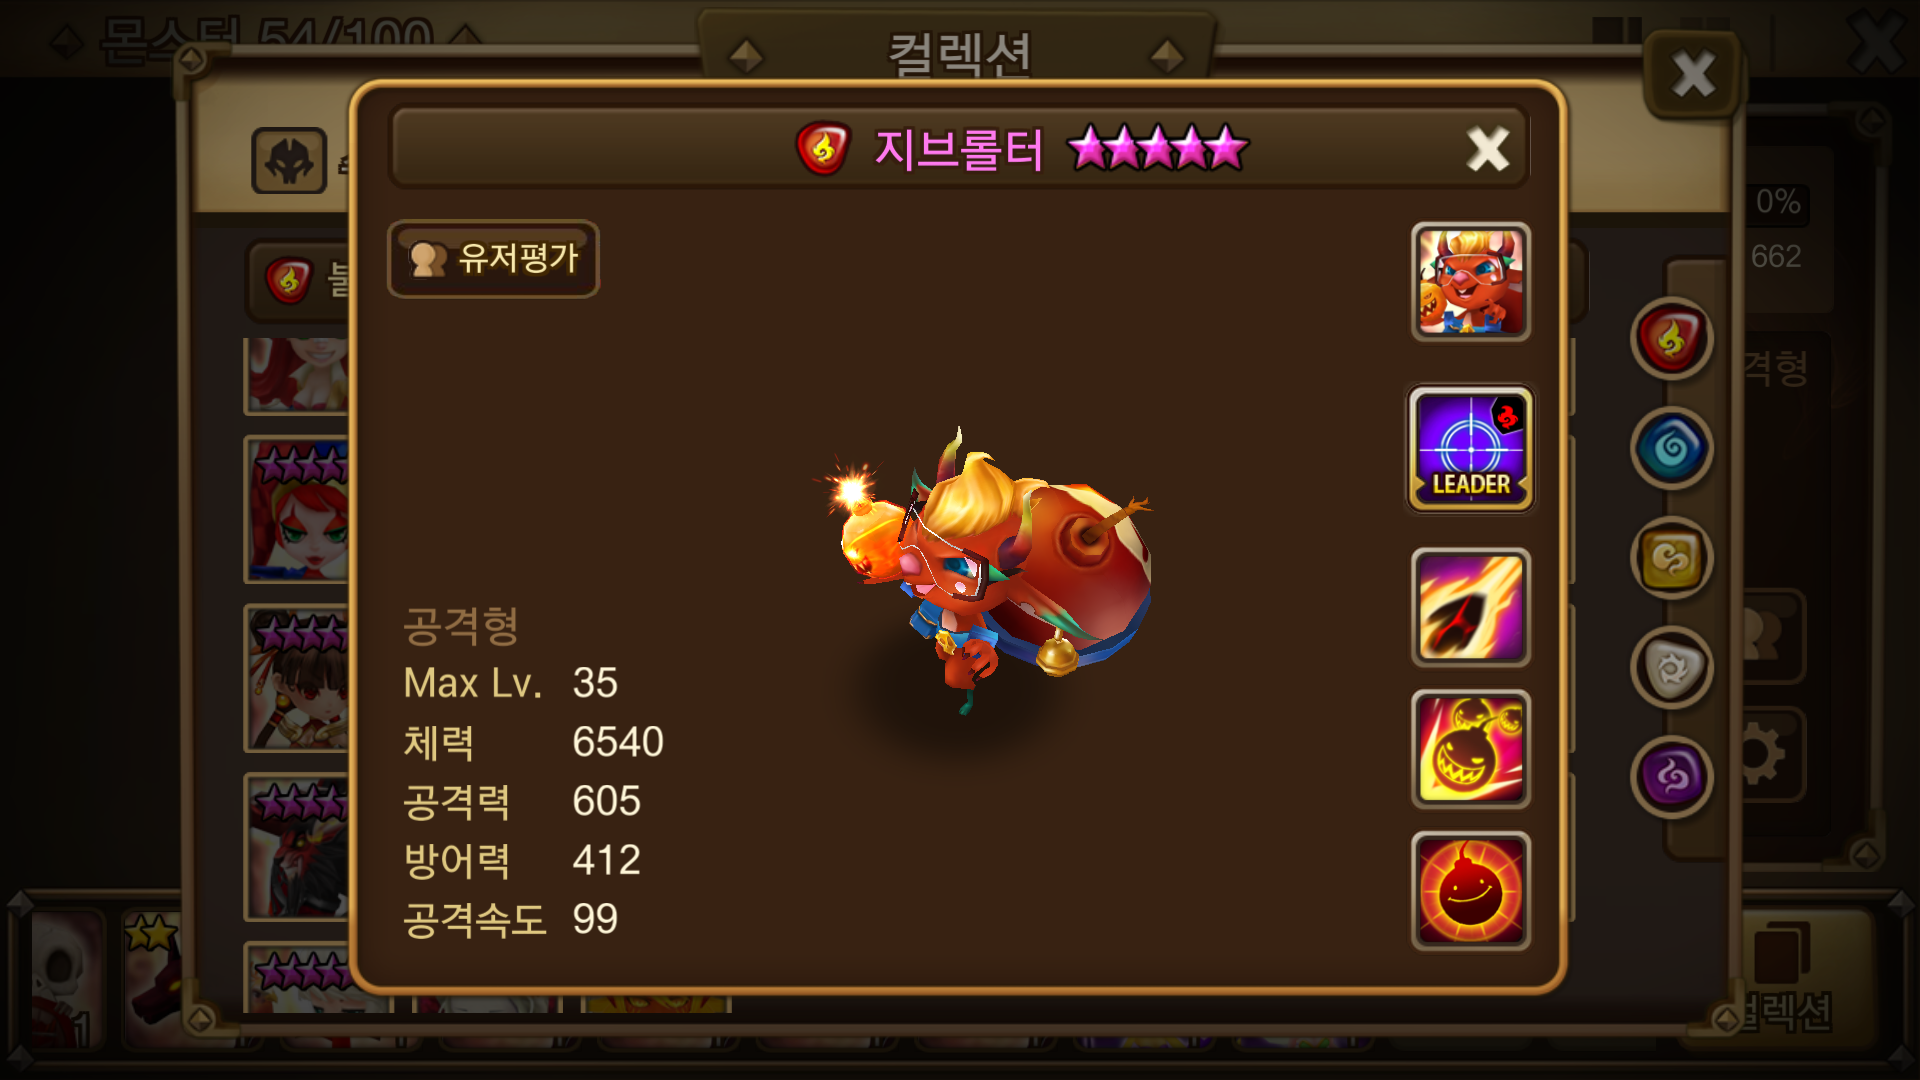 몬스터 54/100
컬렉션
지브롤터
유저평가
0%
662
불
격형
LEADER
공격형
Max Lv. 35
체력 6540
공격력 605
방어력 412
공격속도 99
1
컬렉션